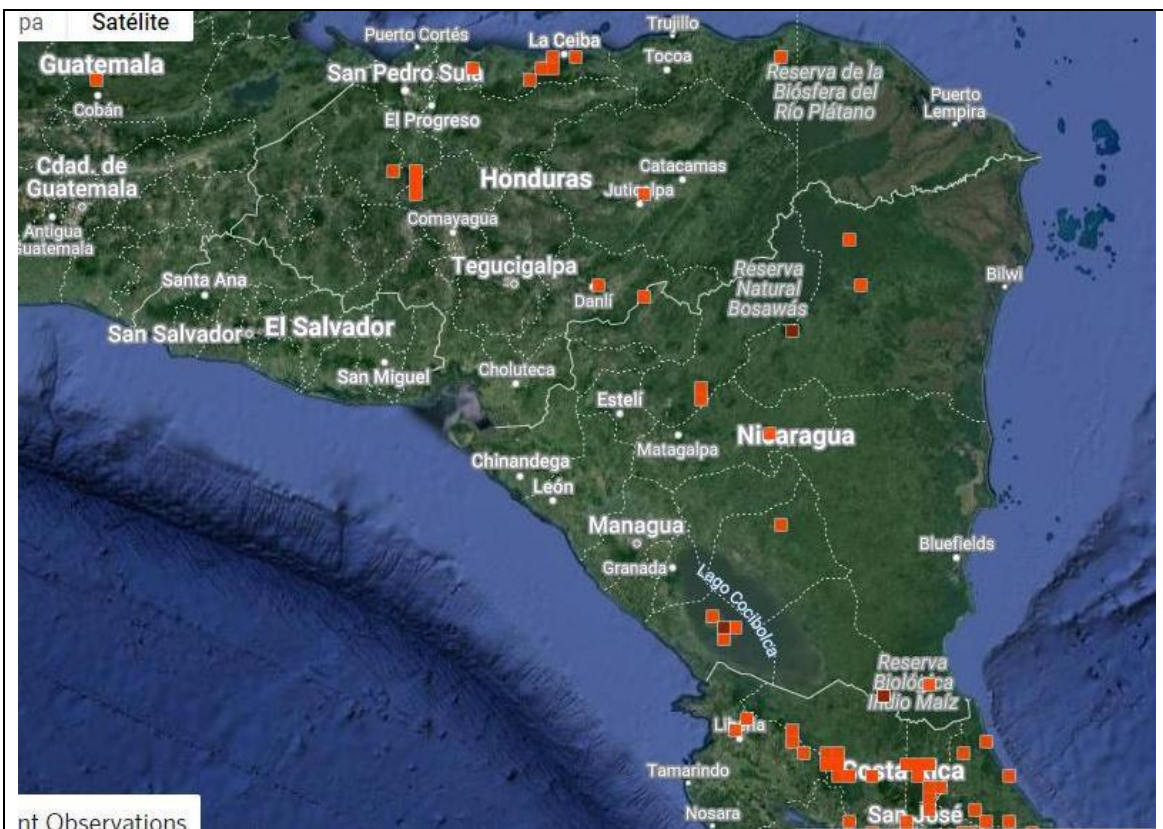 pa Satélite
Trujillo
Puerto Cortés
La Ceiba
Tocoa
Guatemala
San Pedro Sula
Reserva de la
Biósfera del
Río Plátano
Puerto
Lempira
Cobán
El Progreso
Cdad. de
Guatemala
Honduras
Catacamas
Juticalpa
Comayagua
Antigua
Guatemala
Tegucigalpa
Reserva
Natural
Bosawás
Bilwi
Santa Ana
Danlí
San Salvador
El Salvador
San Miguel
Choluteca
Estelí
Matagalpa
Nicaragua
Chinandega
León
Managua
Bluefields
Granada
Lago Cocibolca
Reserva
Biológica
Indio Maíz
Liberia
Tamarindo
Costa Rica
Nosara
San José
nt Observations